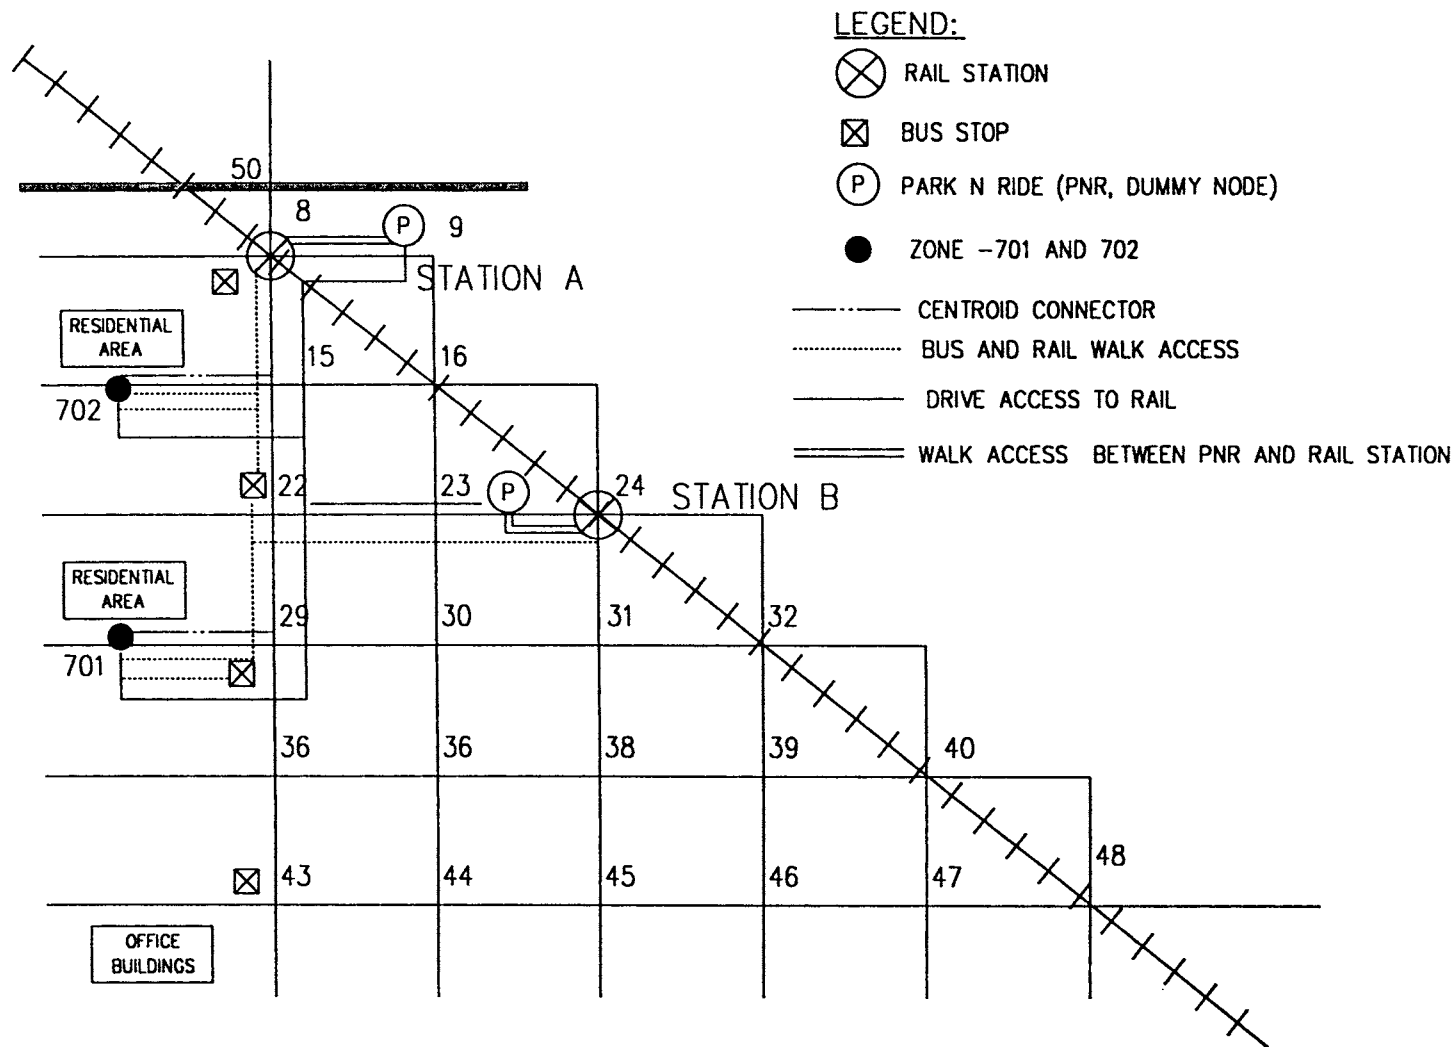 LEGEND:
RAIL STATION
BUS STOP
P PARK N RIDE (PNR, DUMMY NODE)
ZONE -701 AND 702
CENTROID CONNECTOR
BUS AND RAIL WALK ACCESS
DRIVE ACCESS TO RAIL
WALK ACCESS BETWEEN PNR AND RAIL STATION
50
8 P 9
STATION A
RESIDENTIAL
AREA
15 16
702
22 23 P 24 STATION B
RESIDENTIAL
AREA
29 30 31 32
701
36 36 38 39 40
43 44 45 46 47 48
OFFICE
BUILDINGS